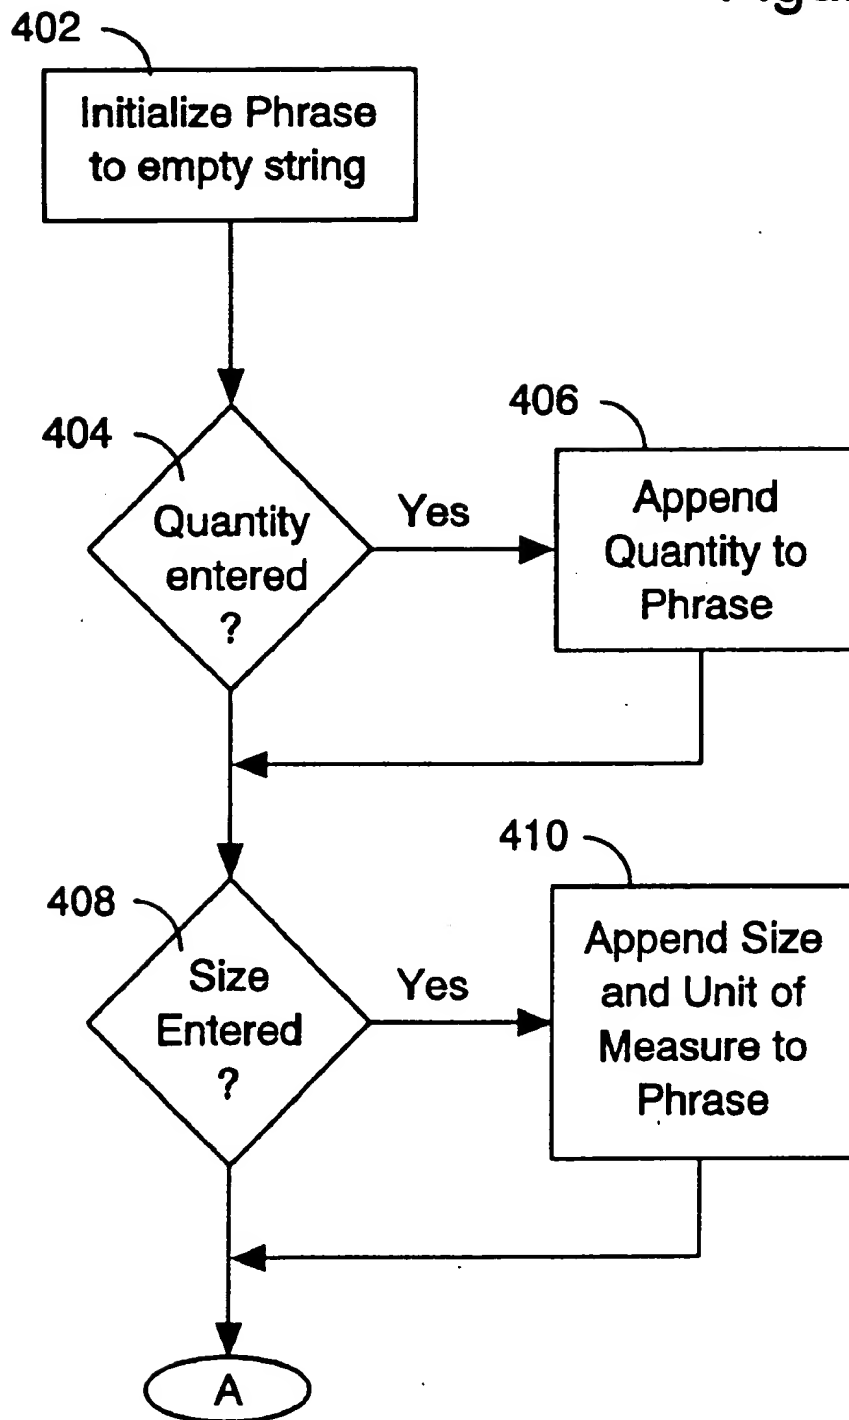 402
Initialize Phrase
to empty string
404
Quantity
entered
?
Yes
406
Append
Quantity to
Phrase
408
Size
Entered
?
Yes
410
Append Size
and Unit of
Measure to
Phrase
A